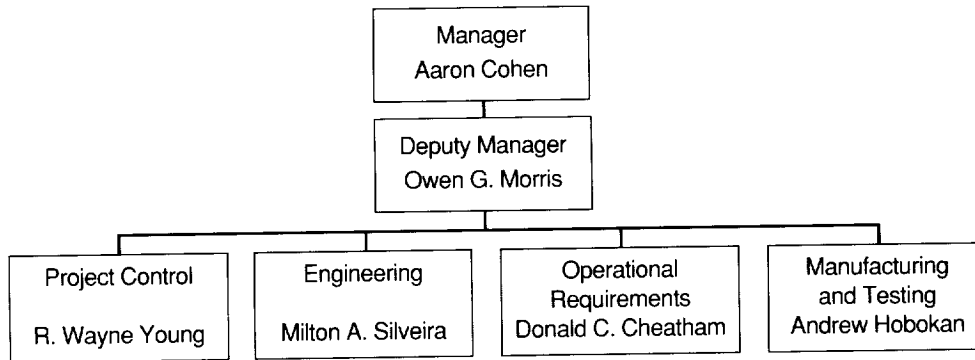 Manager
Aaron Cohen
Deputy Manager
Owen G. Morris
Project Control
R. Wayne Young
Engineering
Milton A. Silveira
Operational
Requirements
Donald C. Cheatham
Manufacturing
and Testing
Andrew Hobokan